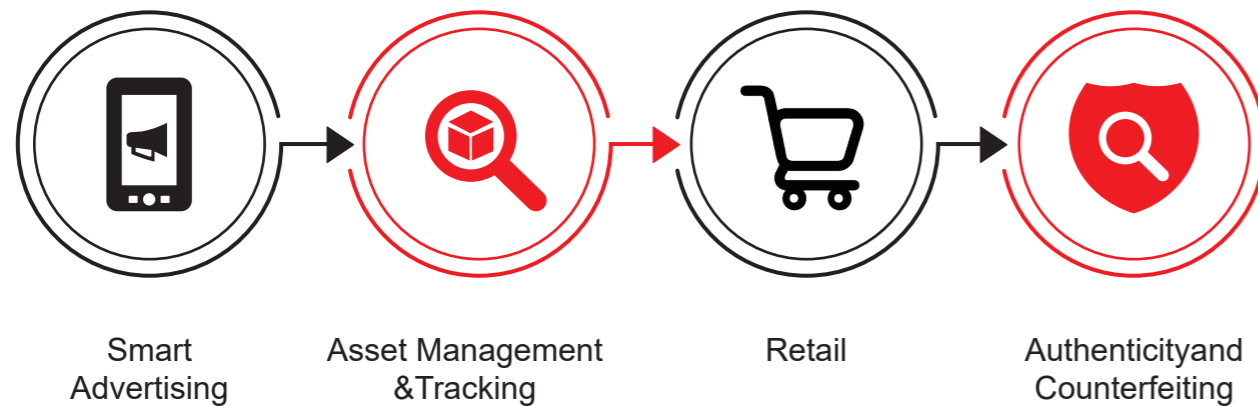 Smart
Advertising
Asset Management
&Tracking
Retail
Authenticityand
Counterfeiting